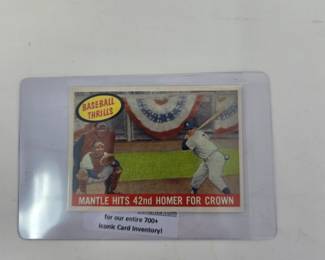 BASEBALL
THRILLS
MANTLE HITS 42nd HOMER FOR CROWN
for our entire 700+
Iconic Card Inventory!